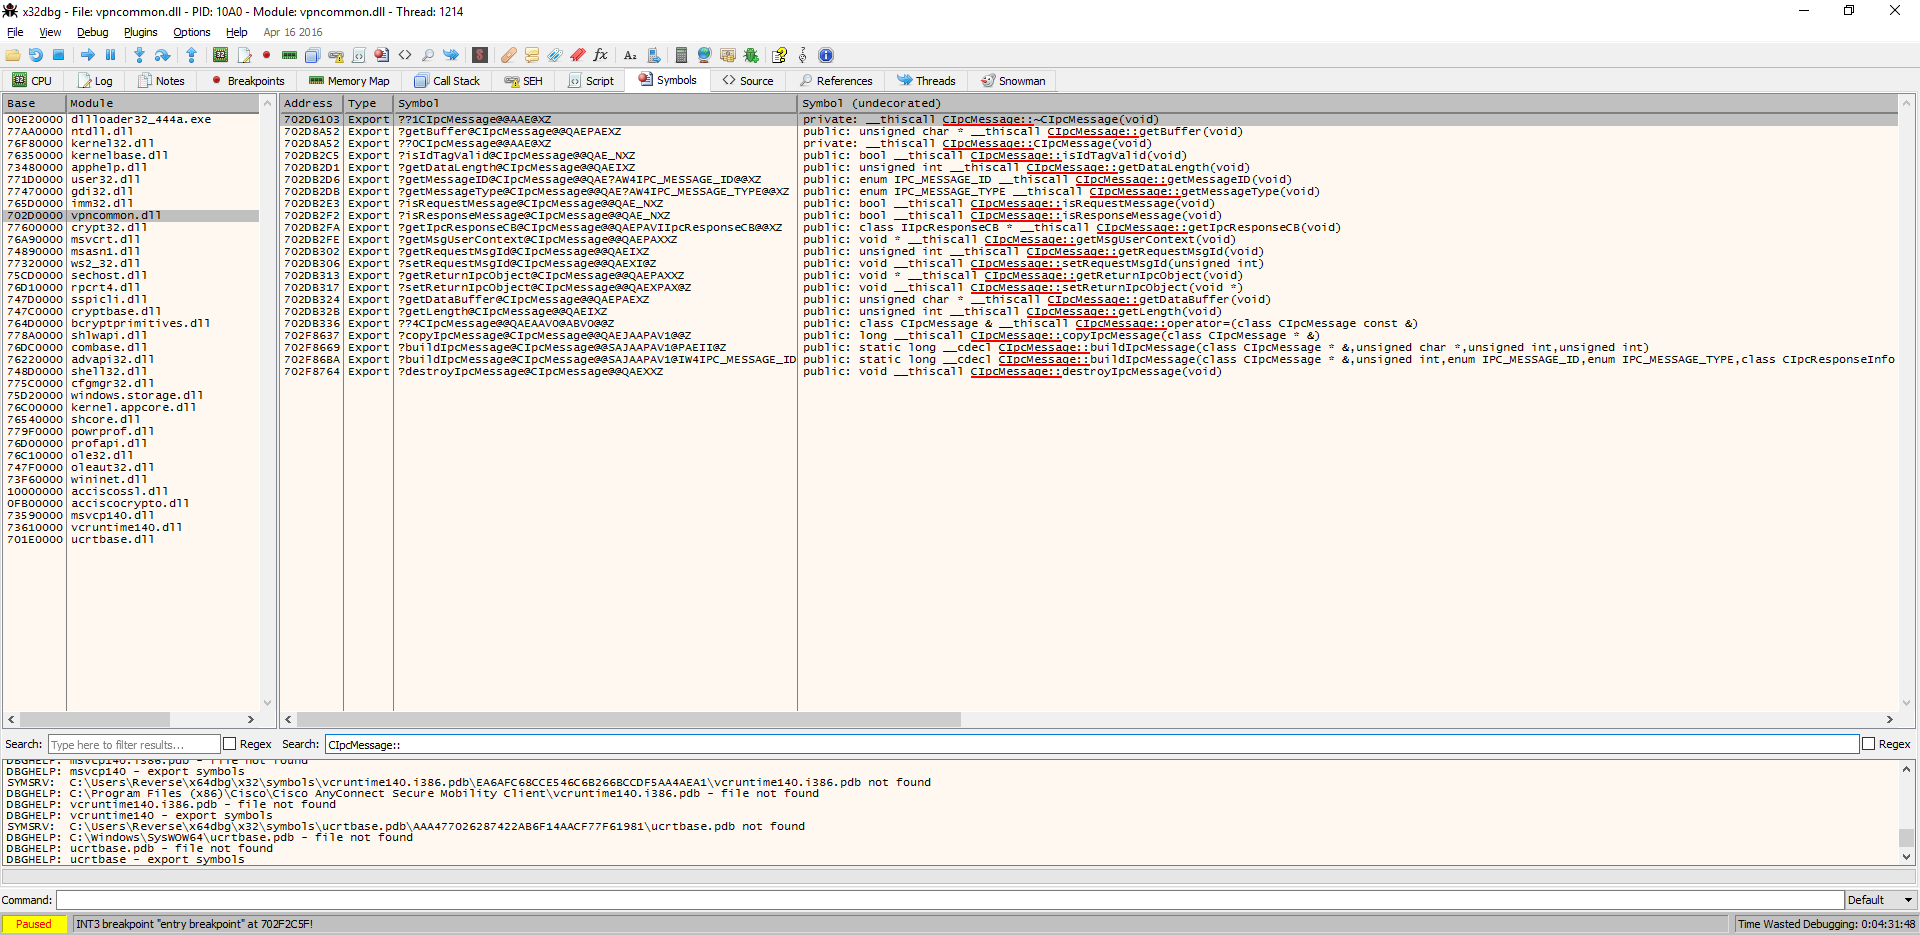 x32dbg - File: vpncommon.dll - PID: 10A0 - Module: vpncommon.dll - Thread: 1214
File View Debug Plugins Options Help Apr 16 2016
CPU Log Notes Breakpoints Memory Map Call Stack SEH Script Symbols Source References Threads Snowman
Base Module
00E20000 dllloader32_444a.exe
77AA0000 ntdll.dll
76F80000 kernel32.dll
76350000 kernelbase.dll
73480000 apphelp.dll
771D0000 user32.dll
77470000 gdi32.dll
765D0000 imm32.dll
702D0000 vpncommon.dll
77600000 crypt32.dll
76A90000 msvcrt.dll
74890000 msasn1.dll
77320000 ws2_32.dll
75CD0000 sechost.dll
76D10000 rpcrt4.dll
747D0000 sspicli.dll
747C0000 cryptbase.dll
764D0000 bcryptprimitives.dll
778A0000 shlwapi.dll
76DC0000 combase.dll
76220000 advapi32.dll
748D0000 shell32.dll
775C0000 cfgmgr32.dll
75D20000 windows.storage.dll
76C00000 kernel.appcore.dll
76540000 shcore.dll
779F0000 powrprof.dll
76D00000 profapi.dll
76C10000 ole32.dll
747F0000 oleaut32.dll
73F60000 wininet.dll
10000000 acciscossl.dll
0FB00000 acciscocrypto.dll
73590000 msvcp140.dll
73610000 vcruntime140.dll
701E0000 ucrtbase.dll
Address Type Symbol Symbol (undecorated)
702D6103 Export ??1CIpcMessage@@AAE@XZ private: __thiscall CIpcMessage::~CIpcMessage(void)
702D8A52 Export ?getBuffer@CIpcMessage@@QAEPAEXZ public: unsigned char * __thiscall CIpcMessage::getBuffer(void)
702D8A52 Export ??0CIpcMessage@@AAE@XZ private: __thiscall CIpcMessage::CIpcMessage(void)
702DB2C5 Export ?isIdTagValid@CIpcMessage@@QAE_NXZ public: bool __thiscall CIpcMessage::isIdTagValid(void)
702DB2D1 Export ?getDataLength@CIpcMessage@@QAEIXZ public: unsigned int __thiscall CIpcMessage::getDataLength(void)
702DB2D6 Export ?getMessageID@CIpcMessage@@QAE?AW4IPC_MESSAGE_ID@@XZ public: enum IPC_MESSAGE_ID __thiscall CIpcMessage::getMessageID(void)
702DB2DB Export ?getMessageType@CIpcMessage@@QAE?AW4IPC_MESSAGE_TYPE@@XZ public: enum IPC_MESSAGE_TYPE __thiscall CIpcMessage::getMessageType(void)
702DB2E3 Export ?isRequestMessage@CIpcMessage@@QAE_NXZ public: bool __thiscall CIpcMessage::isRequestMessage(void)
702DB2F2 Export ?isResponseMessage@CIpcMessage@@QAE_NXZ public: bool __thiscall CIpcMessage::isResponseMessage(void)
702DB2FA Export ?getIpcResponseCB@CIpcMessage@@QAEPAVIIpcResponseCB@@XZ public: class IIpcResponseCB * __thiscall CIpcMessage::getIpcResponseCB(void)
702DB2FE Export ?getMsgUserContext@CIpcMessage@@QAEPAXXZ public: void * __thiscall CIpcMessage::getMsgUserContext(void)
702DB302 Export ?getRequestMsgId@CIpcMessage@@QAEIXZ public: unsigned int __thiscall CIpcMessage::getRequestMsgId(void)
702DB306 Export ?setRequestMsgId@CIpcMessage@@QAEXI@Z public: void __thiscall CIpcMessage::setRequestMsgId(unsigned int)
702DB313 Export ?getReturnIpcObject@CIpcMessage@@QAEPAXXZ public: void * __thiscall CIpcMessage::getReturnIpcObject(void)
702DB317 Export ?setReturnIpcObject@CIpcMessage@@QAEXPAX@Z public: void __thiscall CIpcMessage::setReturnIpcObject(void *)
702DB324 Export ?getDataBuffer@CIpcMessage@@QAEPAEXZ public: unsigned char * __thiscall CIpcMessage::getDataBuffer(void)
702DB32B Export ?getLength@CIpcMessage@@QAEIXZ public: unsigned int __thiscall CIpcMessage::getLength(void)
702DB336 Export ??4CIpcMessage@@QAEAAV0@ABV0@@Z public: class CIpcMessage & __thiscall CIpcMessage::operator=(class CIpcMessage const &)
702F8637 Export ?copyIpcMessage@CIpcMessage@@QAEJAAPAV1@@Z public: long __thiscall CIpcMessage::copyIpcMessage(class CIpcMessage * &)
702F8669 Export ?buildIpcMessage@CIpcMessage@@SAJAAPAV1@PAEII@Z public: static long __cdecl CIpcMessage::buildIpcMessage(class CIpcMessage * &,unsigned char *,unsigned int,unsigned int)
702F86BA Export ?buildIpcMessage@CIpcMessage@@SAJAAPAV1@IW4IPC_MESSAGE_ID public: static long __cdecl CIpcMessage::buildIpcMessage(class CIpcMessage * &,unsigned int,enum IPC_MESSAGE_ID,enum IPC_MESSAGE_TYPE,class CIpcResponseInfo
702F8764 Export ?destroyIpcMessage@CIpcMessage@@QAEXXZ public: void __thiscall CIpcMessage::destroyIpcMessage(void)
Search: Type here to filter results... Regex Search: CIpcMessage:: Regex
DBGHELP: msvcp140.i386.pdb - file not found
DBGHELP: msvcp140 - export symbols
SYMSRV: C:\Users\Reverse\x64dbg\x32\symbols\vcruntime140.i386.pdb\EA6AFC68CCE546C6B266BCCDF5AA4AEA1\vcruntime140.i386.pdb not found
DBGHELP: C:\Program Files (x86)\Cisco\Cisco AnyConnect Secure Mobility Client\vcruntime140.i386.pdb - file not found
DBGHELP: vcruntime140.i386.pdb - file not found
DBGHELP: vcruntime140 - export symbols
SYMSRV: C:\Users\Reverse\x64dbg\x32\symbols\ucrtbase.pdb\AAA477026287422AB6F14AACF77F61981\ucrtbase.pdb not found
DBGHELP: C:\Windows\SysWOW64\ucrtbase.pdb - file not found
DBGHELP: ucrtbase.pdb - file not found
DBGHELP: ucrtbase - export symbols
Command: Default
Paused INT3 breakpoint "entry breakpoint" at 702F2C5F! Time Wasted Debugging: 0:04:31:48